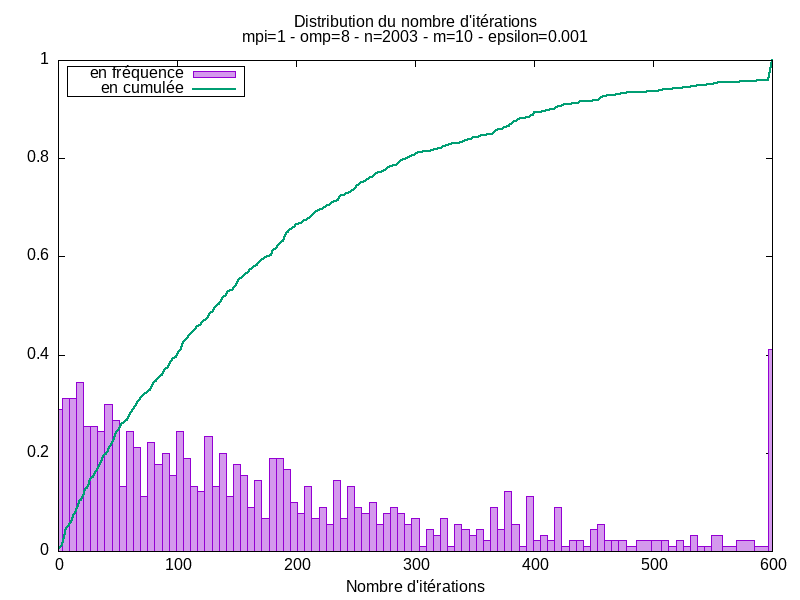 Distribution du nombre d'itérations
mpi=1 - omp=8 - n=2003 - m=10 - epsilon=0.001
en fréquence
en cumulée
1
0.8
0.6
0.4
0.2
0
0 100 200 300 400 500 600
Nombre d'itérations